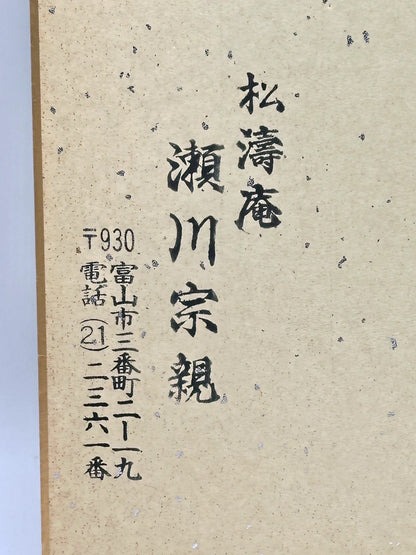 松濤庵
瀬川宗親
〒930
富山市三番町二ー一九
電話(21)二二六一番